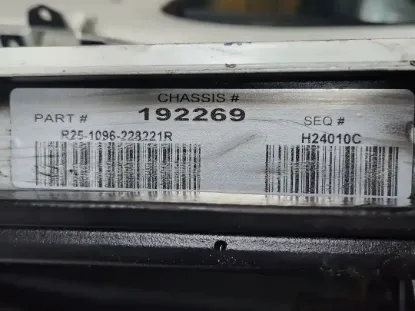 CHASSIS #
PART # 192269 SEQ #
R25-1096-228221R H24010C